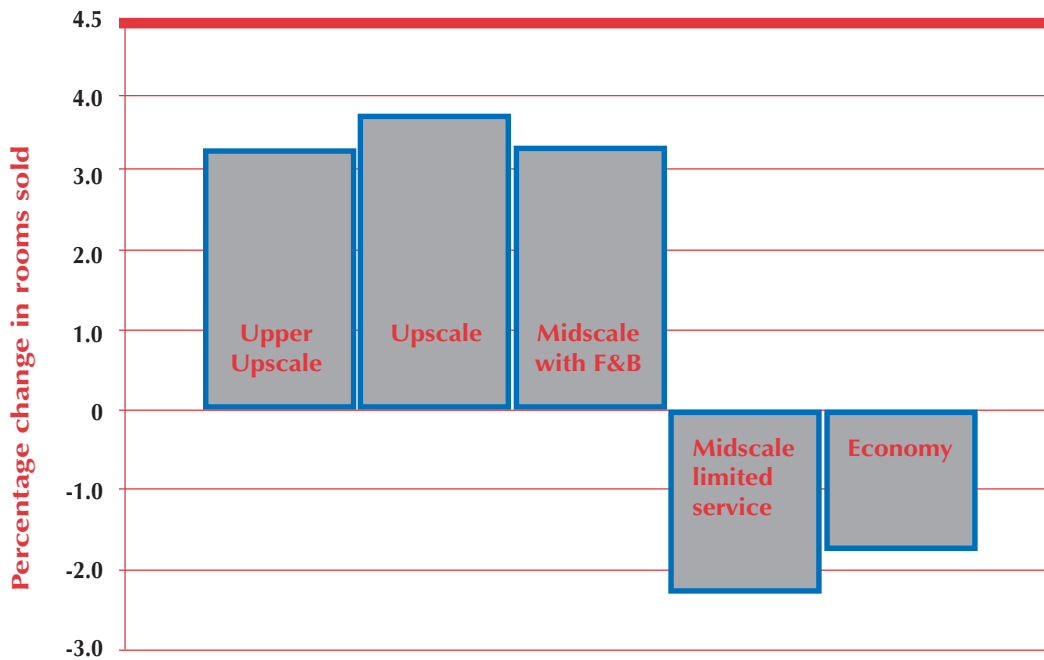 Percentage change in rooms sold
4.5
4.0
3.0
2.0
1.0
0
-1.0
-2.0
-3.0
Upper
Upscale
Upscale
Midscale
with F&B
Midscale
limited
service
Economy